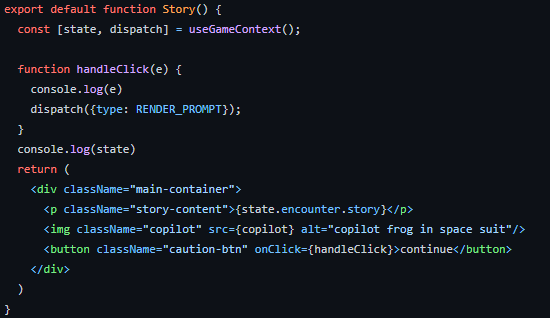 export default function Story() {
  const [state, dispatch] = useGameContext();

  function handleClick(e) {
    console.log(e)
    dispatch({type: RENDER_PROMPT});
  }
  console.log(state)
  return (
    <div className="main-container">
      <p className="story-content">{state.encounter.story}</p>
      <img className="copilot" src={copilot} alt="copilot frog in space suit"/>
      <button className="caution-btn" onClick={handleClick}>continue</button>
    </div>
  )
}